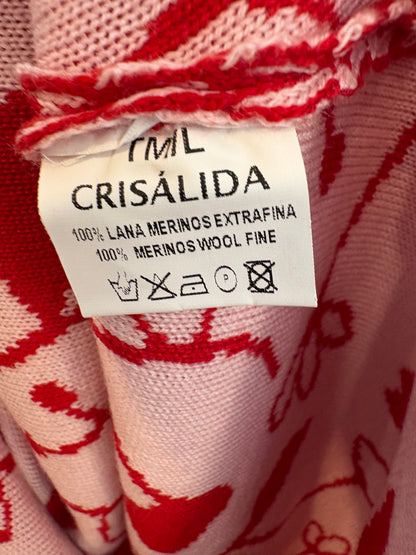 TML
CRISÁLIDA
100% LANA MERINOS EXTRAFINA
100% MERINOS WOOL FINE